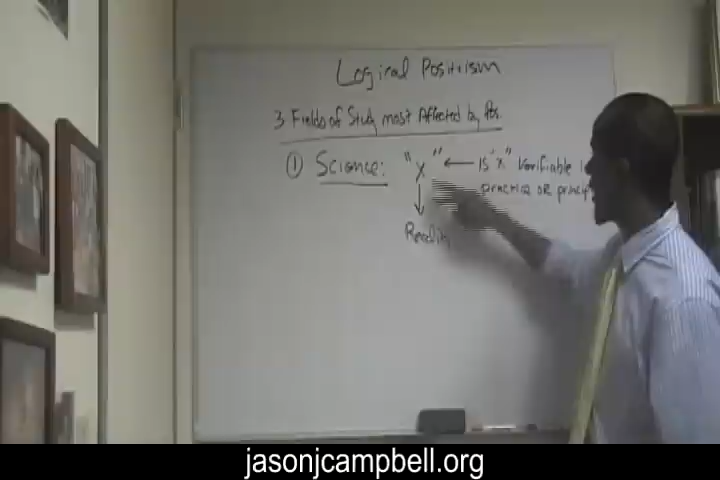 Logical Positivism
3 Fields of Study most Affected by Pos.
① Science: "x" ← Is "x" verifiable
practice or
↓
Reality
jasonjcampbell.org